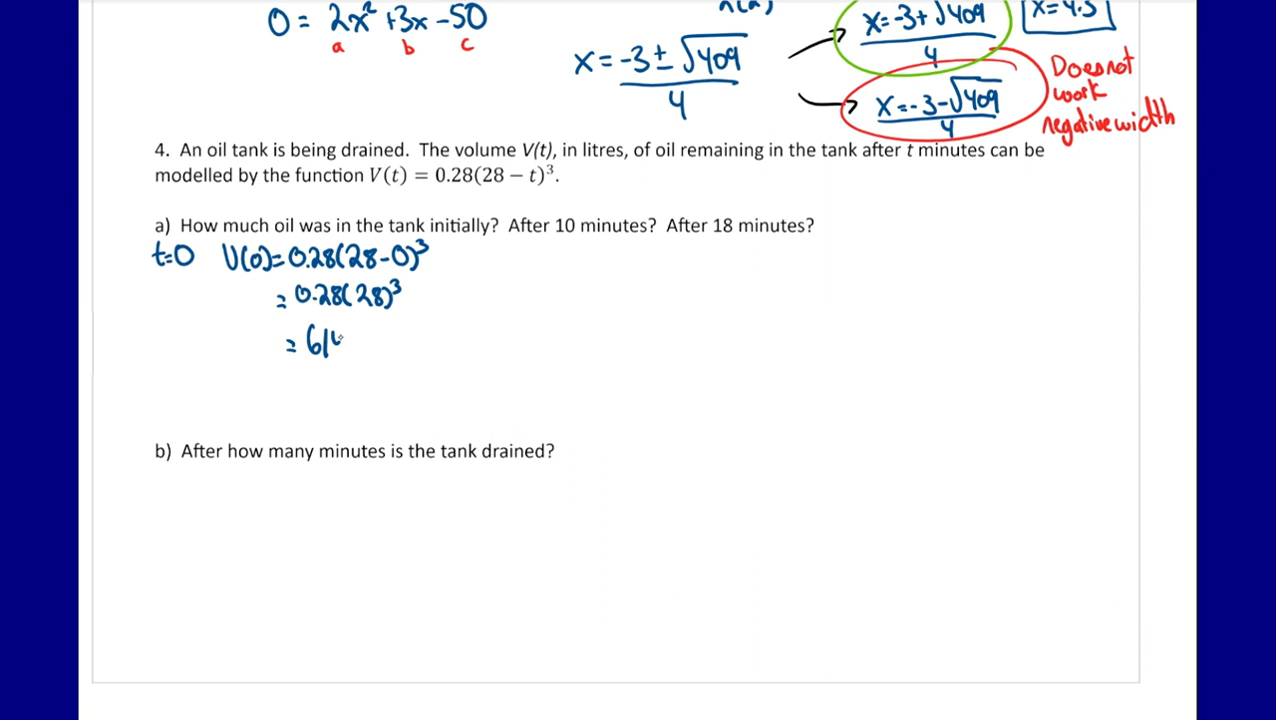 0 = 2x² +3x -50
a b c
x = -3 ± √409
4
x = -3 + √409
4
x = -3 - √409
4
Does not
work
negative width
4. An oil tank is being drained. The volume V(t), in litres, of oil remaining in the tank after t minutes can be
modelled by the function V(t) = 0.28(28 − t)³.
a) How much oil was in the tank initially? After 10 minutes? After 18 minutes?
t=0 V(0)= 0.28(28-0)³
= 0.28(28)³
= 61
b) After how many minutes is the tank drained?